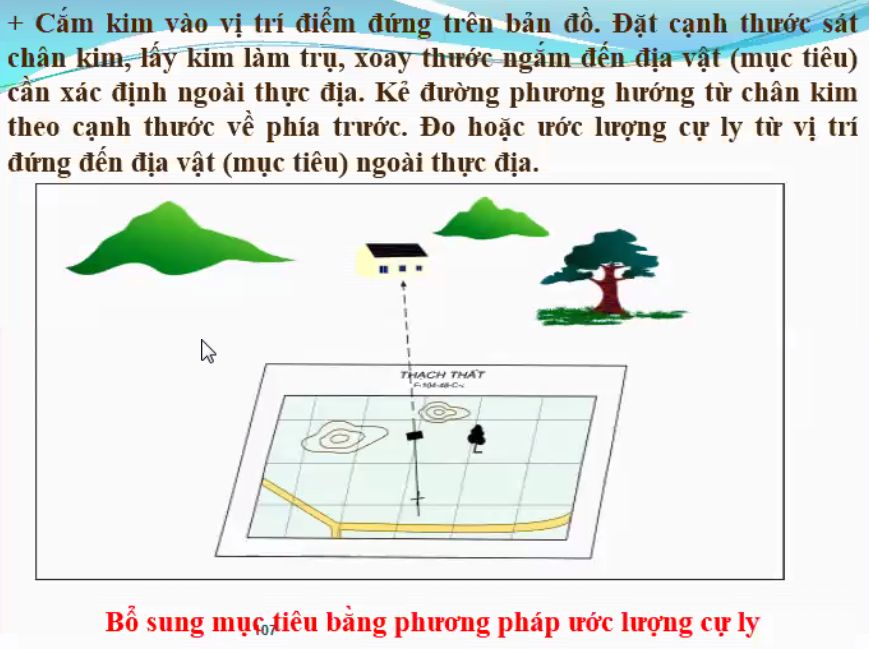 + Cắm kim vào vị trí điểm đứng trên bản đồ. Đặt cạnh thước sát
chân kim, lấy kim làm trụ, xoay thước ngắm đến địa vật (mục tiêu)
cần xác định ngoài thực địa. Kẻ đường phương hướng từ chân kim
theo cạnh thước về phía trước. Đo hoặc ước lượng cự ly từ vị trí
đứng đến địa vật (mục tiêu) ngoài thực địa.
THẠCH THẤT
Bổ sung mục tiêu bằng phương pháp ước lượng cự ly
107